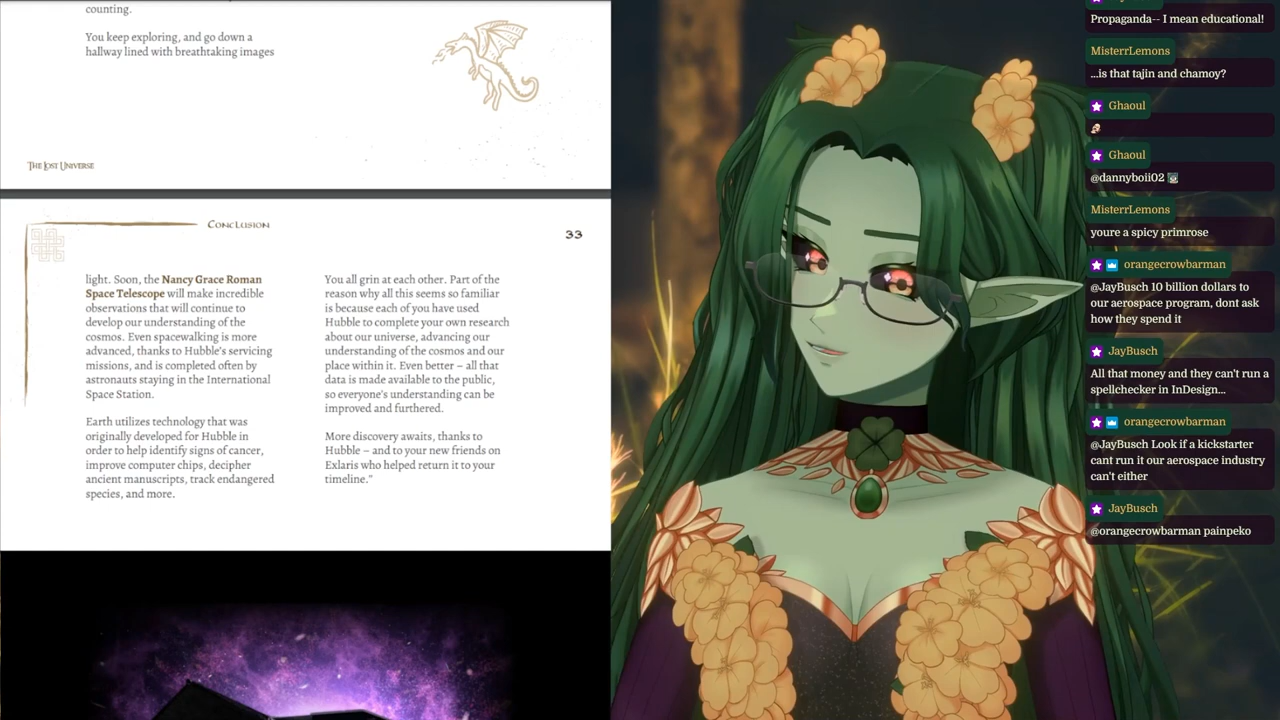 counting.
You keep exploring, and go down a
hallway lined with breathtaking images
The Lost Universe
Conclusion
33
light. Soon, the Nancy Grace Roman
Space Telescope will make incredible
observations that will continue to
develop our understanding of the
cosmos. Even spacewalking is more
advanced, thanks to Hubble's servicing
missions, and is completed often by
astronauts staying in the International
Space Station.
Earth utilizes technology that was
originally developed for Hubble in
order to help identify signs of cancer,
improve computer chips, decipher
ancient manuscripts, track endangered
species, and more.
You all grin at each other. Part of the
reason why all this seems so familiar
is because each of you have used
Hubble to complete your own research
about our universe, advancing our
understanding of the cosmos and our
place within it. Even better – all that
data is made available to the public,
so everyone's understanding can be
improved and furthered.
More discovery awaits, thanks to
Hubble – and to your new friends on
Exlaris who helped return it to your
timeline."
Propaganda-- I mean educational!
MisterrLemons
...is that tajin and chamoy?
Ghaoul
Ghaoul
@dannyboii02
MisterrLemons
youre a spicy primrose
orangecrowbarman
@JayBusch 10 billion dollars to
our aerospace program, dont ask
how they spend it
JayBusch
All that money and they can't run a
spellchecker in InDesign...
orangecrowbarman
@JayBusch Look if a kickstarter
cant run it our aerospace industry
can't either
JayBusch
@orangecrowbarman painpeko